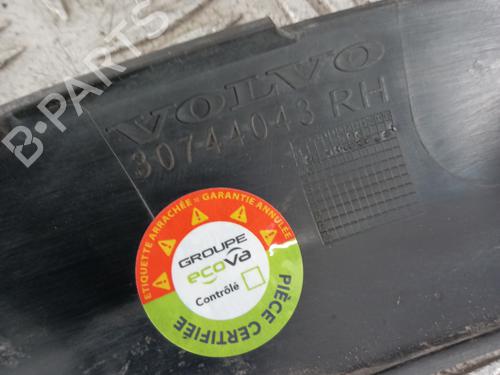 B-PARTS
VOLVO
30744043 RH
ETIQUETTE ARRACHÉE = GARANTIE ANNULÉE
GROUPE
ecoVa
Contrôlé
PIÈCE CERTIFIÉE